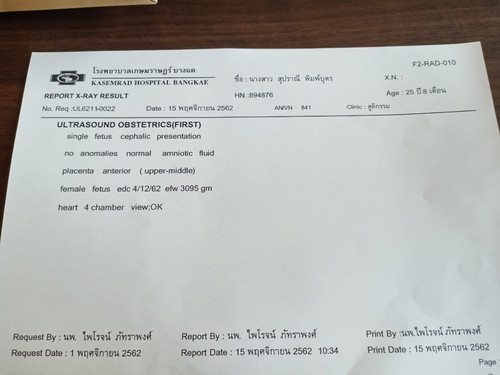 F2-RAD-010
โรงพยาบาลเกษมราษฎร์ บางแค
KASEMRAD HOSPITAL BANGKAE
ชื่อ : นางสาว สุปราณี พิมพ์บุตร
X.N. :
REPORT X-RAY RESULT
HN :894876
Age : 25 ปี 8 เดือน
No. Req :UL6211-0022
Date : 15 พฤศจิกายน 2562
AN/VN 841
Clinic : สูติกรรม
ULTRASOUND OBSTETRICS(FIRST)
single fetus cephalic presentation
no anomalies normal amniotic fluid
placenta anterior ( upper-middle)
female fetus edc 4/12/62 efw 3095 gm
heart 4 chamber view;OK
Request By : นพ. ไพโรจน์ ภัทราพงศ์
Report By : นพ. ไพโรจน์ ภัทราพงศ์
Print By :นพ.ไพโรจน์ ภัทราพงศ์
Request Date : 1 พฤศจิกายน 2562
Report Date : 15 พฤศจิกายน 2562 10:34
Print Date : 15 พฤศจิกายน 2562
Page